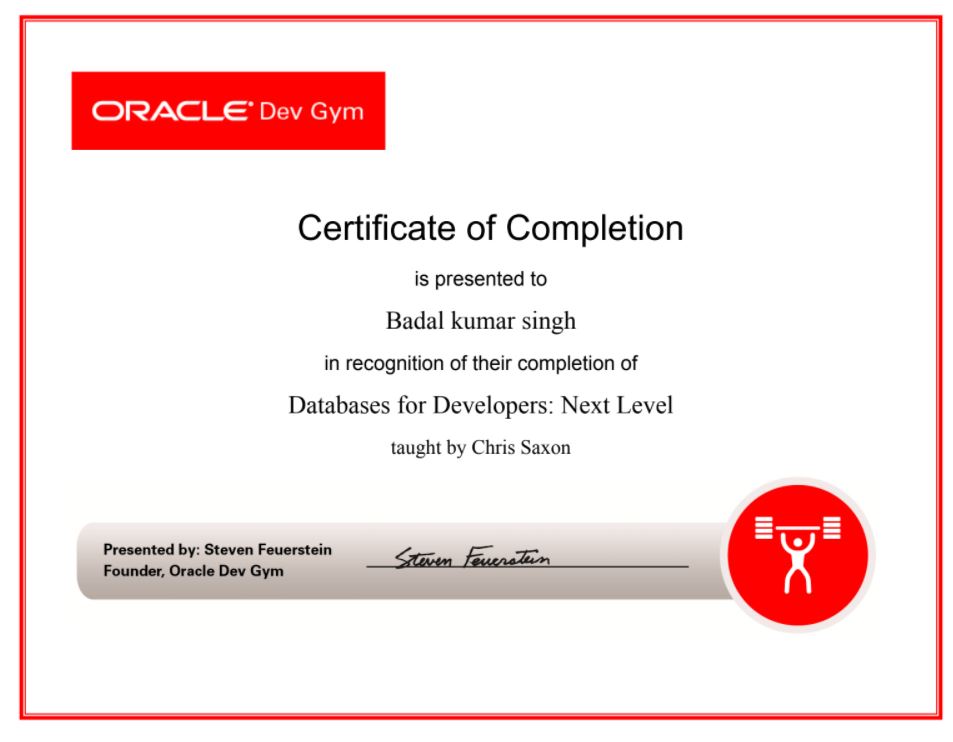 ORACLE Dev Gym
Certificate of Completion
is presented to
Badal kumar singh
in recognition of their completion of
Databases for Developers: Next Level
taught by Chris Saxon
Presented by: Steven Feuerstein
Founder, Oracle Dev Gym
Steven Feuerstein